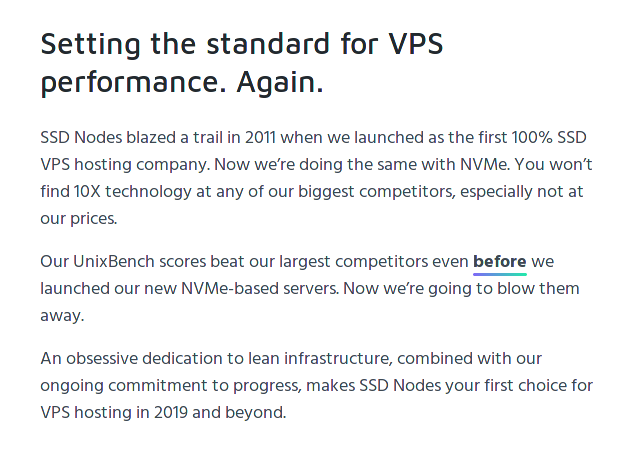 Setting the standard for VPS
performance. Again.
SSD Nodes blazed a trail in 2011 when we launched as the first 100% SSD
VPS hosting company. Now we’re doing the same with NVMe. You won’t
find 10X technology at any of our biggest competitors, especially not at
our prices.
Our UnixBench scores beat our largest competitors even before we
launched our new NVMe-based servers. Now we’re going to blow them
away.
An obsessive dedication to lean infrastructure, combined with our
ongoing commitment to progress, makes SSD Nodes your first choice for
VPS hosting in 2019 and beyond.